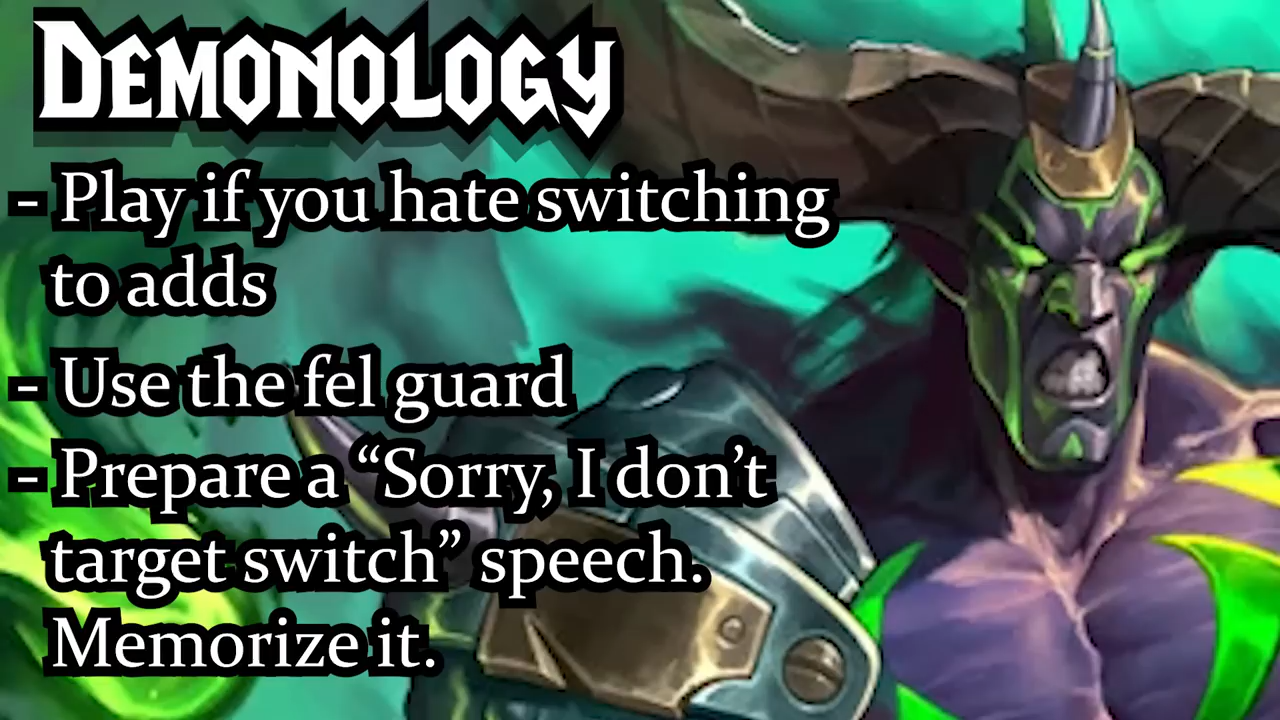 DEMONOLOGY
- Play if you hate switching
to adds
- Use the fel guard
- Prepare a “Sorry, I don’t
target switch” speech.
Memorize it.